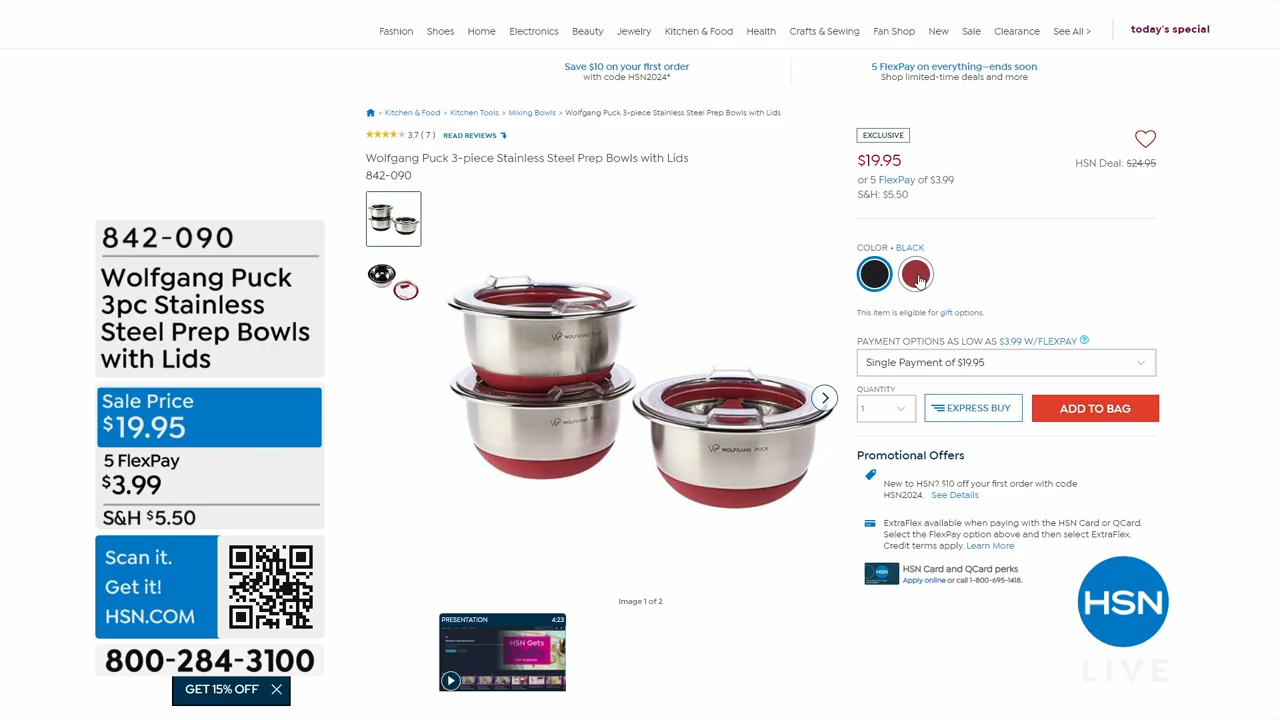 Fashion Shoes Home Electronics Beauty Jewelry Kitchen & Food Health Crafts & Sewing Fan Shop New Sale Clearance See All > today's special
Save $10 on your first order
with code HSN2024*
5 FlexPay on everything—ends soon
Shop limited-time deals and more
> Kitchen & Food > Kitchen Tools > Mixing Bowls > Wolfgang Puck 3-piece Stainless Steel Prep Bowls with Lids
3.7 ( 7 ) READ REVIEWS
Wolfgang Puck 3-piece Stainless Steel Prep Bowls with Lids
842-090
EXCLUSIVE
$19.95
HSN Deal: $24.95
or 5 FlexPay of $3.99
S&H: $5.50
COLOR • BLACK
This item is eligible for gift options.
PAYMENT OPTIONS AS LOW AS $3.99 W/FLEXPAY ?
Single Payment of $19.95
QUANTITY
1
EXPRESS BUY
ADD TO BAG
Promotional Offers
New to HSN? $10 off your first order with code
HSN2024. See Details
ExtraFlex available when paying with the HSN Card or QCard.
Select the FlexPay option above and then select ExtraFlex.
Credit terms apply. Learn More
HSN
HSN Card and QCard perks
Apply online or call 1-800-695-1418.
842-090
Wolfgang Puck
3pc Stainless
Steel Prep Bowls
with Lids
Sale Price
$19.95
5 FlexPay
$3.99
S&H $5.50
Scan it.
Get it!
HSN.COM
800-284-3100
GET 15% OFF
WP WOLFGANG PUCK
WP WOLFGANG PUCK
WP WOLFGANG PUCK
Image 1 of 2
PRESENTATION 4:23
HSN Gets
HSN
LIVE